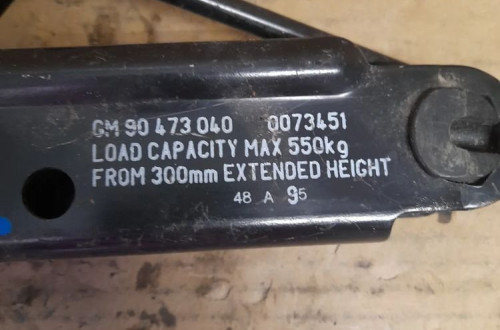 GM 90 473 040 0073451
LOAD CAPACITY MAX 550kg
FROM 300mm EXTENDED HEIGHT
48 A 95